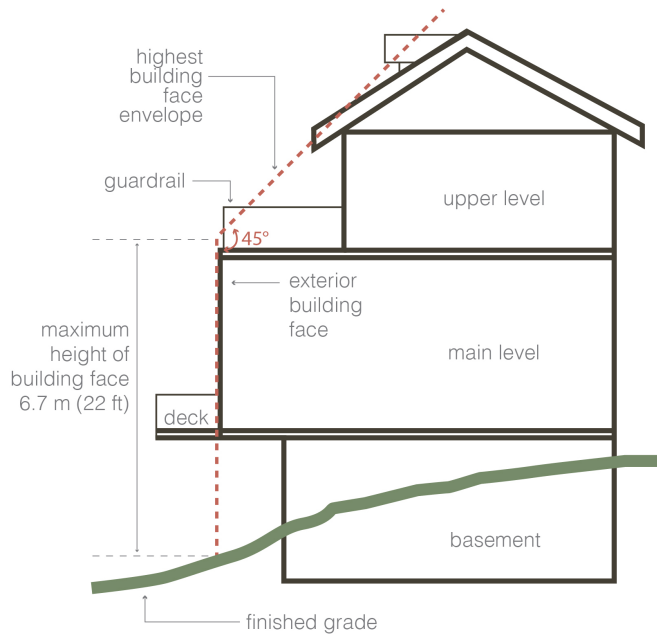 highest
building
face
envelope
guardrail
upper level
45°
exterior
building
face
maximum
height of
building face
6.7 m (22 ft)
main level
deck
basement
finished grade